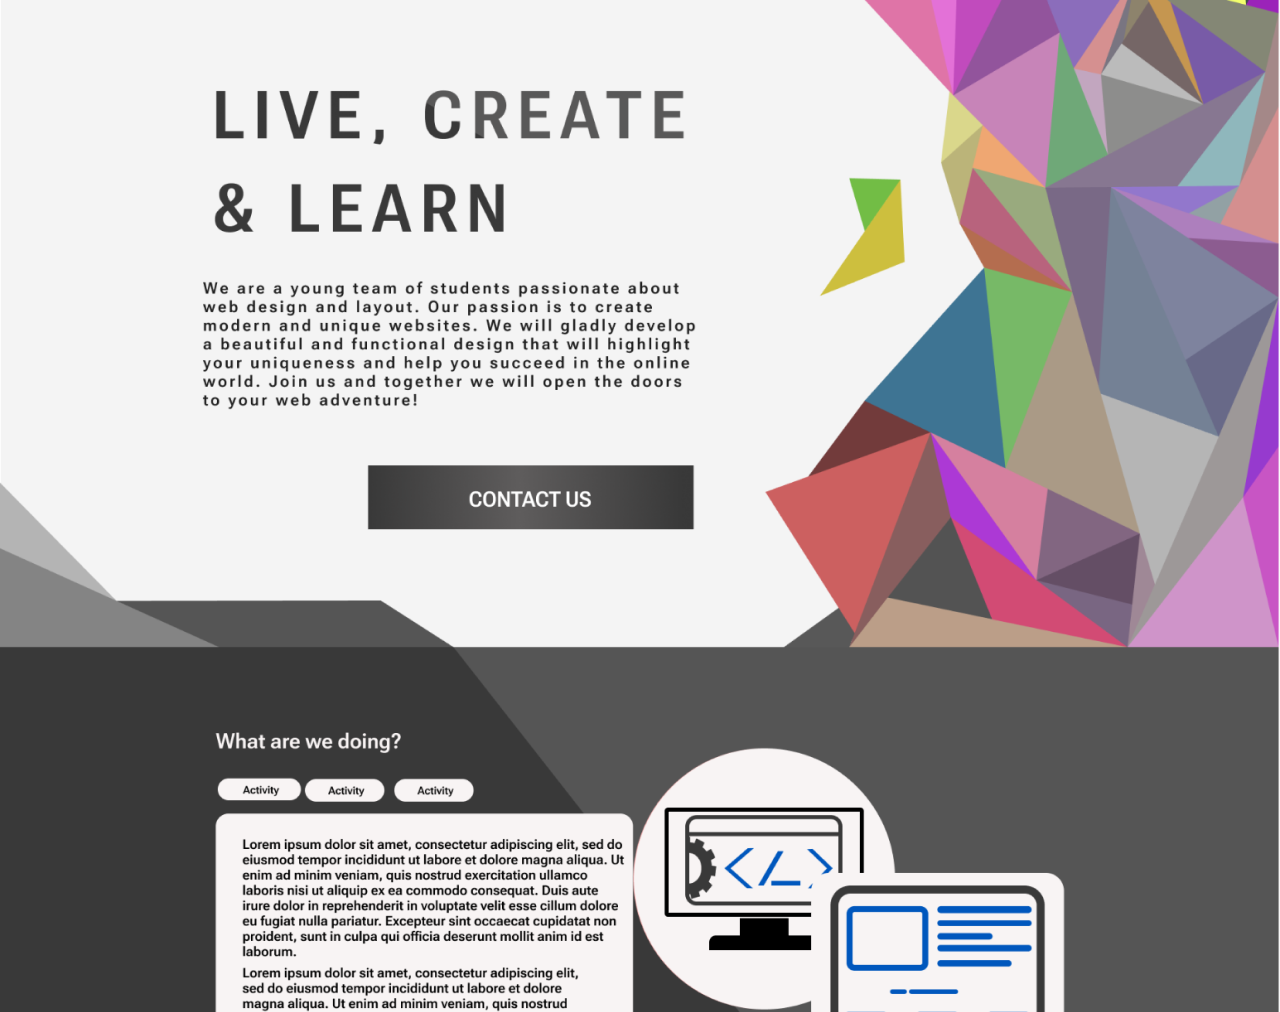 LIVE, CREATE
& LEARN
We are a young team of students passionate about
web design and layout. Our passion is to create
modern and unique websites. We will gladly develop
a beautiful and functional design that will highlight
your uniqueness and help you succeed in the online
world. Join us and together we will open the doors
to your web adventure!
CONTACT US
What are we doing?
Activity Activity Activity
Lorem ipsum dolor sit amet, consectetur adipiscing elit, sed do
eiusmod tempor incididunt ut labore et dolore magna aliqua. Ut
enim ad minim veniam, quis nostrud exercitation ullamco
laboris nisi ut aliquip ex ea commodo consequat. Duis aute
irure dolor in reprehenderit in voluptate velit esse cillum dolore
eu fugiat nulla pariatur. Excepteur sint occaecat cupidatat non
proident, sunt in culpa qui officia deserunt mollit anim id est
laborum.
Lorem ipsum dolor sit amet, consectetur adipiscing elit,
sed do eiusmod tempor incididunt ut labore et dolore
magna aliqua. Ut enim ad minim veniam, quis nostrud